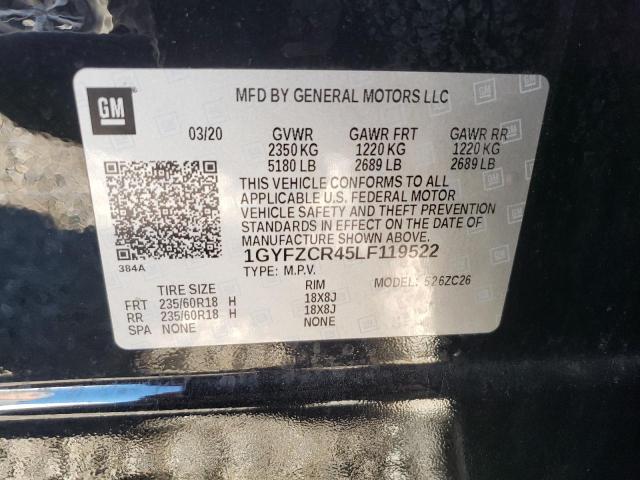 GM
MFD BY GENERAL MOTORS LLC
03/20 GVWR GAWR FRT GAWR RR
2350 KG 1220 KG 1220 KG
5180 LB 2689 LB 2689 LB
THIS VEHICLE CONFORMS TO ALL
APPLICABLE U.S. FEDERAL MOTOR
VEHICLE SAFETY AND THEFT PREVENTION
STANDARDS IN EFFECT ON THE DATE OF
MANUFACTURE SHOWN ABOVE.
1GYFZCR45LF119522
384A
TYPE: M.P.V. MODEL: 526ZC26
TIRE SIZE RIM
FRT 235/60R18 H 18X8J
RR 235/60R18 H 18X8J
SPA NONE NONE